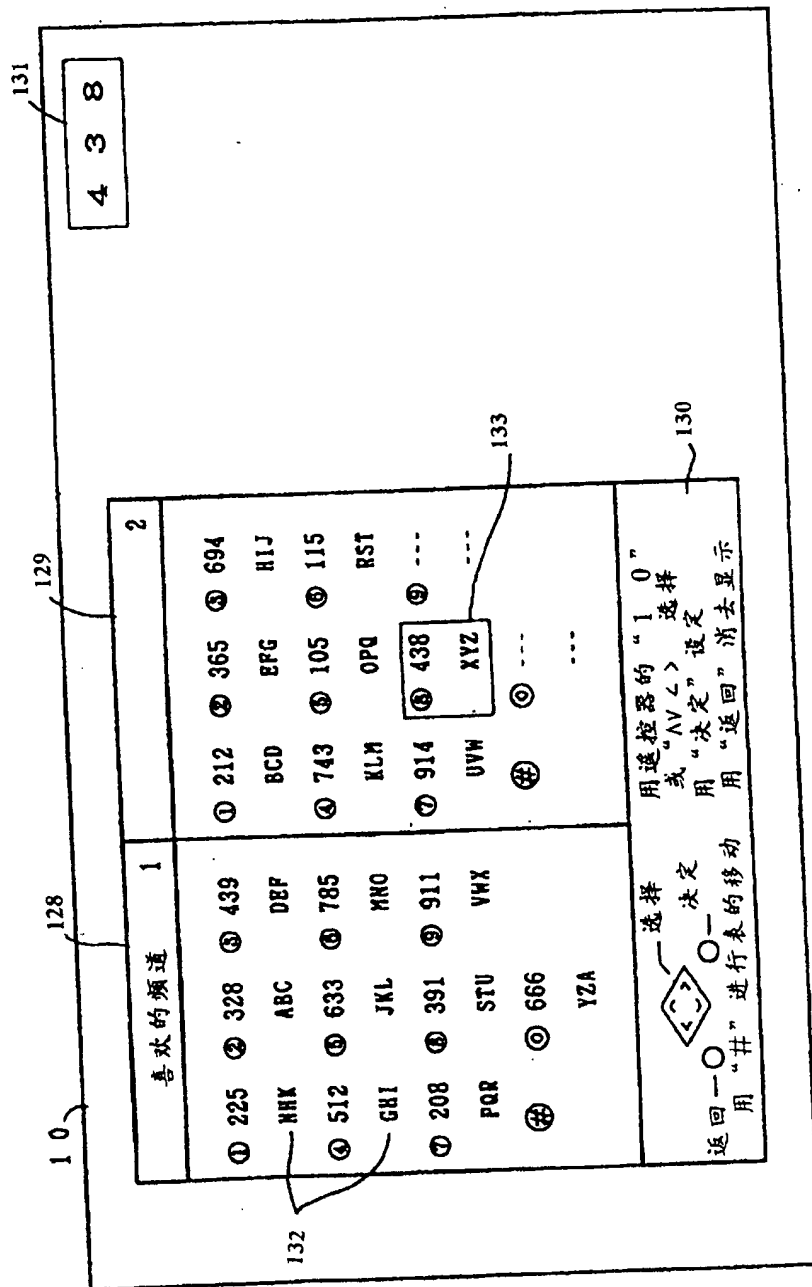 10
128
129
131
4 3 8
喜欢的频道 1
2
① 225 ② 328 ③ 439
NHK ABC DEF
④ 512 ⑤ 633 ⑥ 785
GHI JKL MNO
⑦ 208 ⑧ 391 ⑨ 911
PQR STU VWX
# ⓪ 666
YZA
132
① 212 ② 365 ③ 694
BCD EFG HIJ
④ 743 ⑤ 105 ⑥ 115
KLM OPQ RST
⑦ 914 ⑧ 438 ⑨ ---
UVW XYZ ---
# ⓪ ---
---
133
选择
返回 决定
用“#”进行表的移动
用遥控器的“1 0”
或“∧∨<>”选择
用“决定”设定
用“返回”消去显示
130